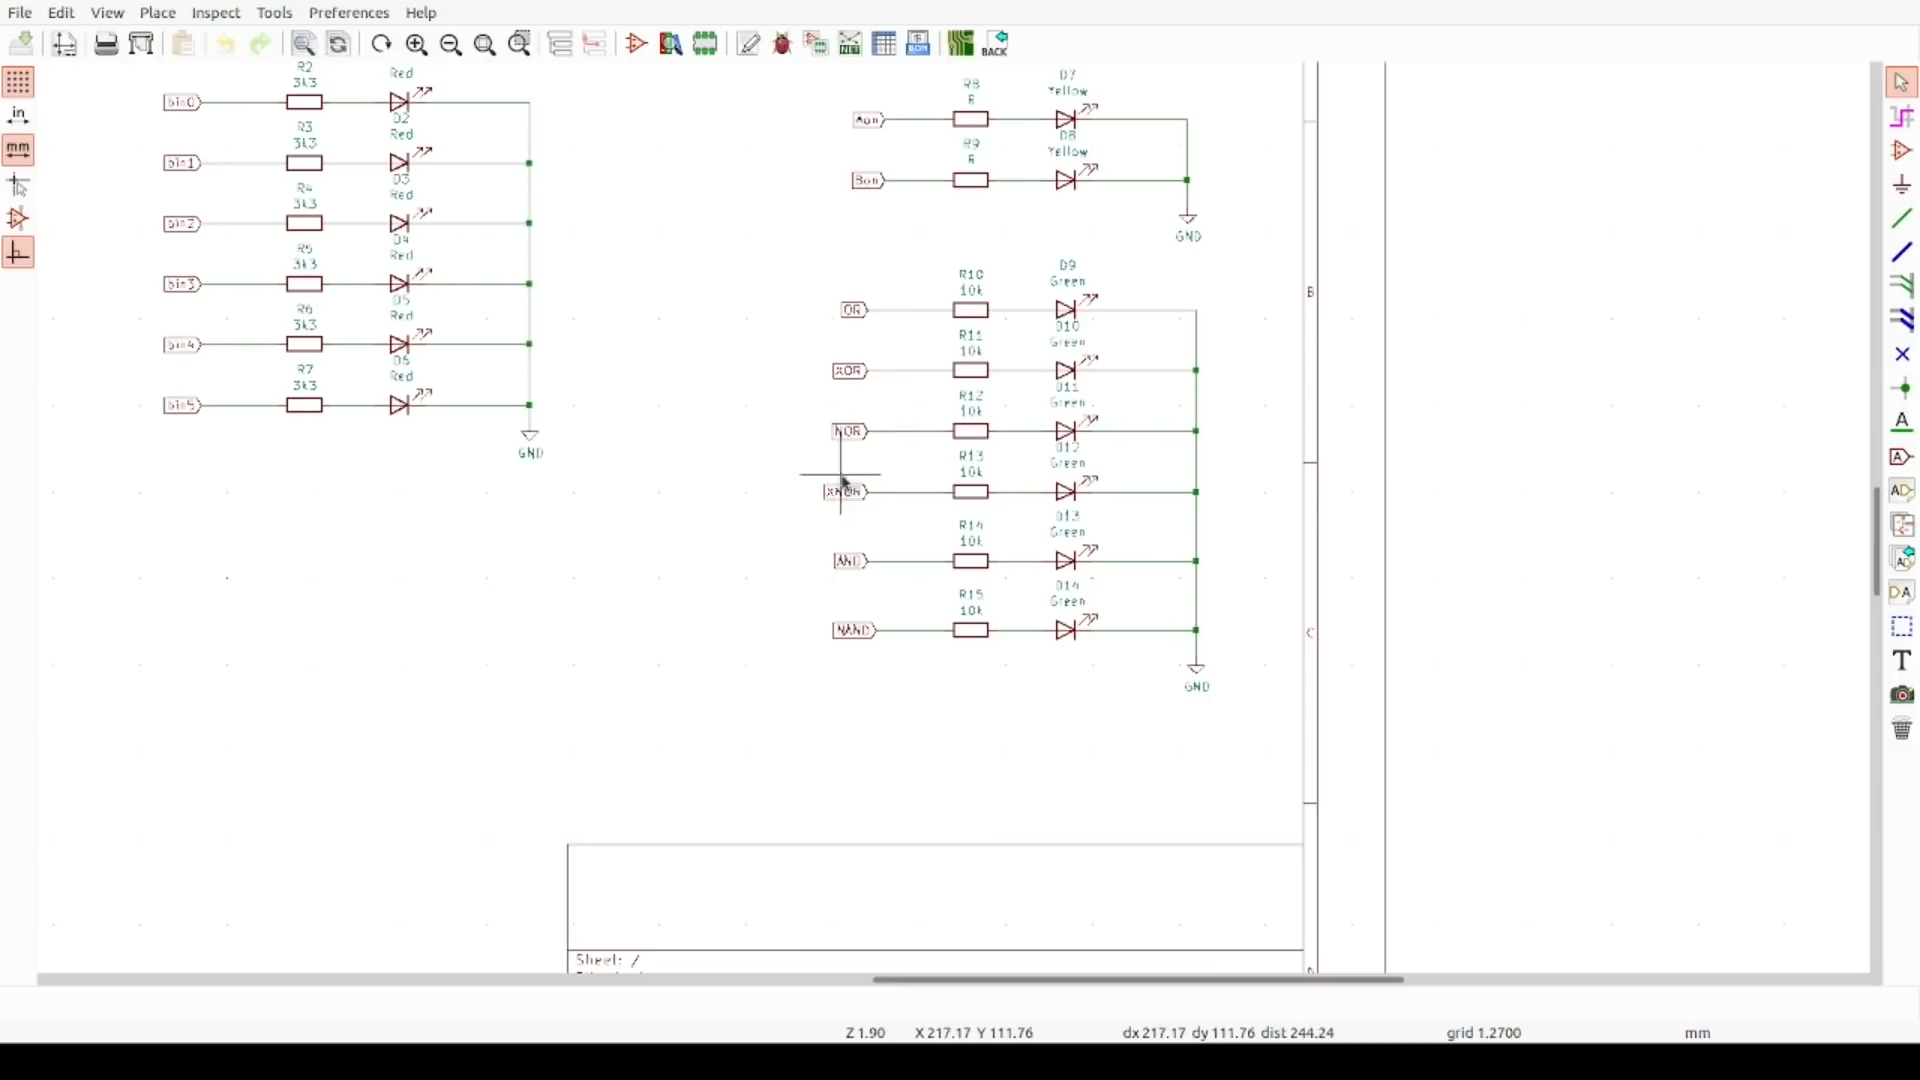 File Edit View Place Inspect Tools Preferences Help
in
mm
NET
BOM
BACK
R2
3k3
Red
bin0
D2
Red
R3
3k3
bin1
D3
Red
R4
3k3
bin2
D4
Red
R5
3k3
bin3
D5
Red
R6
3k3
bin4
D6
Red
R7
3k3
bin5
GND
D7
Yellow
R8
R
Aon
D8
Yellow
R9
R
Bon
GND
D9
Green
R10
10k
OR
D10
Green
R11
10k
XOR
D11
Green
R12
10k
NOR
D12
Green
R13
10k
XNOR
D13
Green
R14
10k
AND
D14
Green
R15
10k
NAND
GND
B
C
Sheet: /
A
A
AD
AD
DA
T
Z 1.90 X 217.17 Y 111.76 dx 217.17 dy 111.76 dist 244.24 grid 1.2700 mm